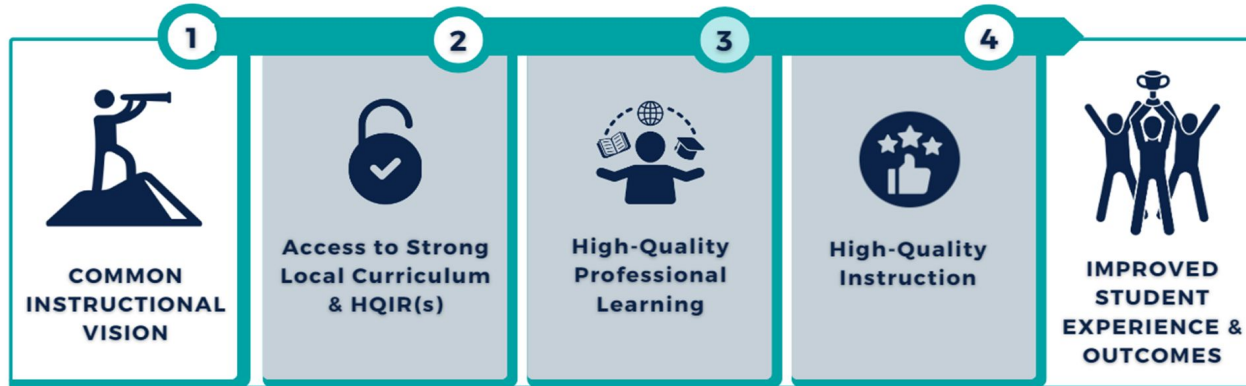 1
2
3
4
COMMON
INSTRUCTIONAL
VISION
Access to Strong
Local Curriculum
& HQIR(s)
High-Quality
Professional
Learning
High-Quality
Instruction
IMPROVED
STUDENT
EXPERIENCE &
OUTCOMES